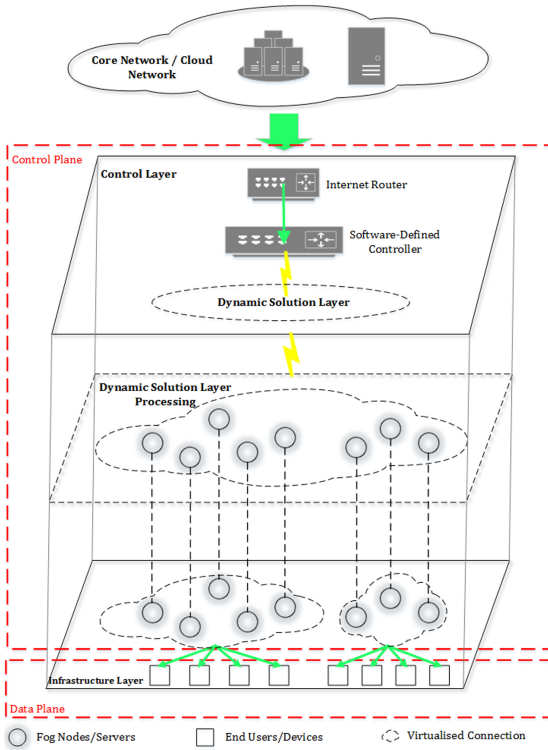 Core Network / Cloud
Network
Control Plane
Control Layer
Internet Router
Software-Defined
Controller
Dynamic Solution Layer
Dynamic Solution Layer
Processing
Infrastructure Layer
Data Plane
Fog Nodes/Servers
End Users/Devices
Virtualised Connection